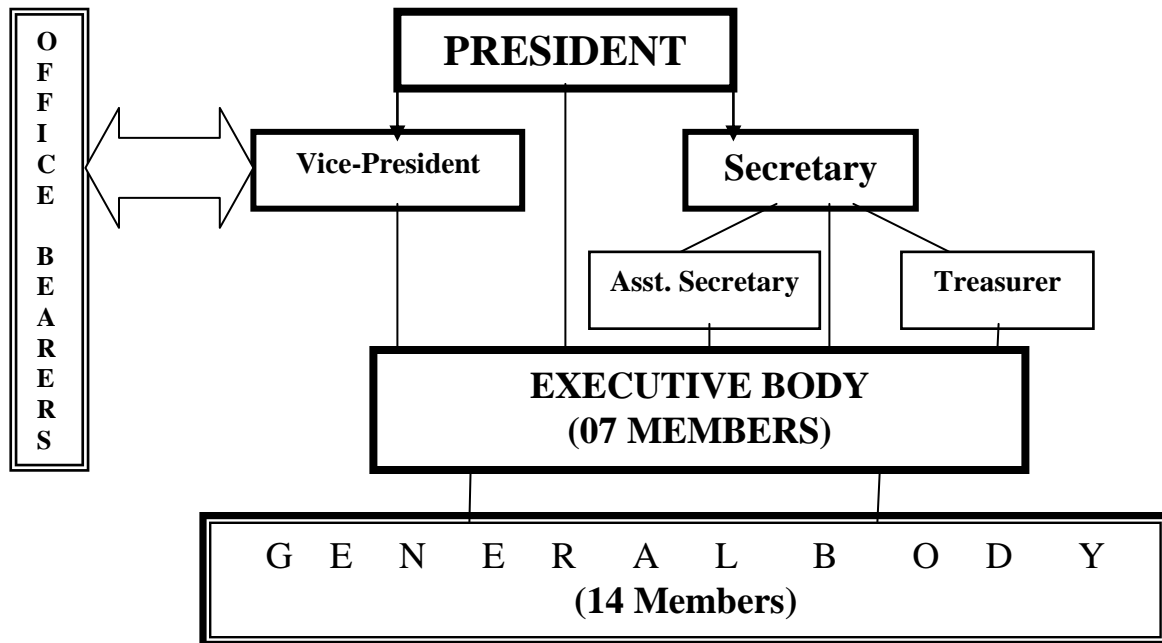 OFFICE BEARERS
PRESIDENT
Vice-President
Secretary
Asst. Secretary
Treasurer
EXECUTIVE BODY
(07 MEMBERS)
G E N E R A L B O D Y
(14 Members)